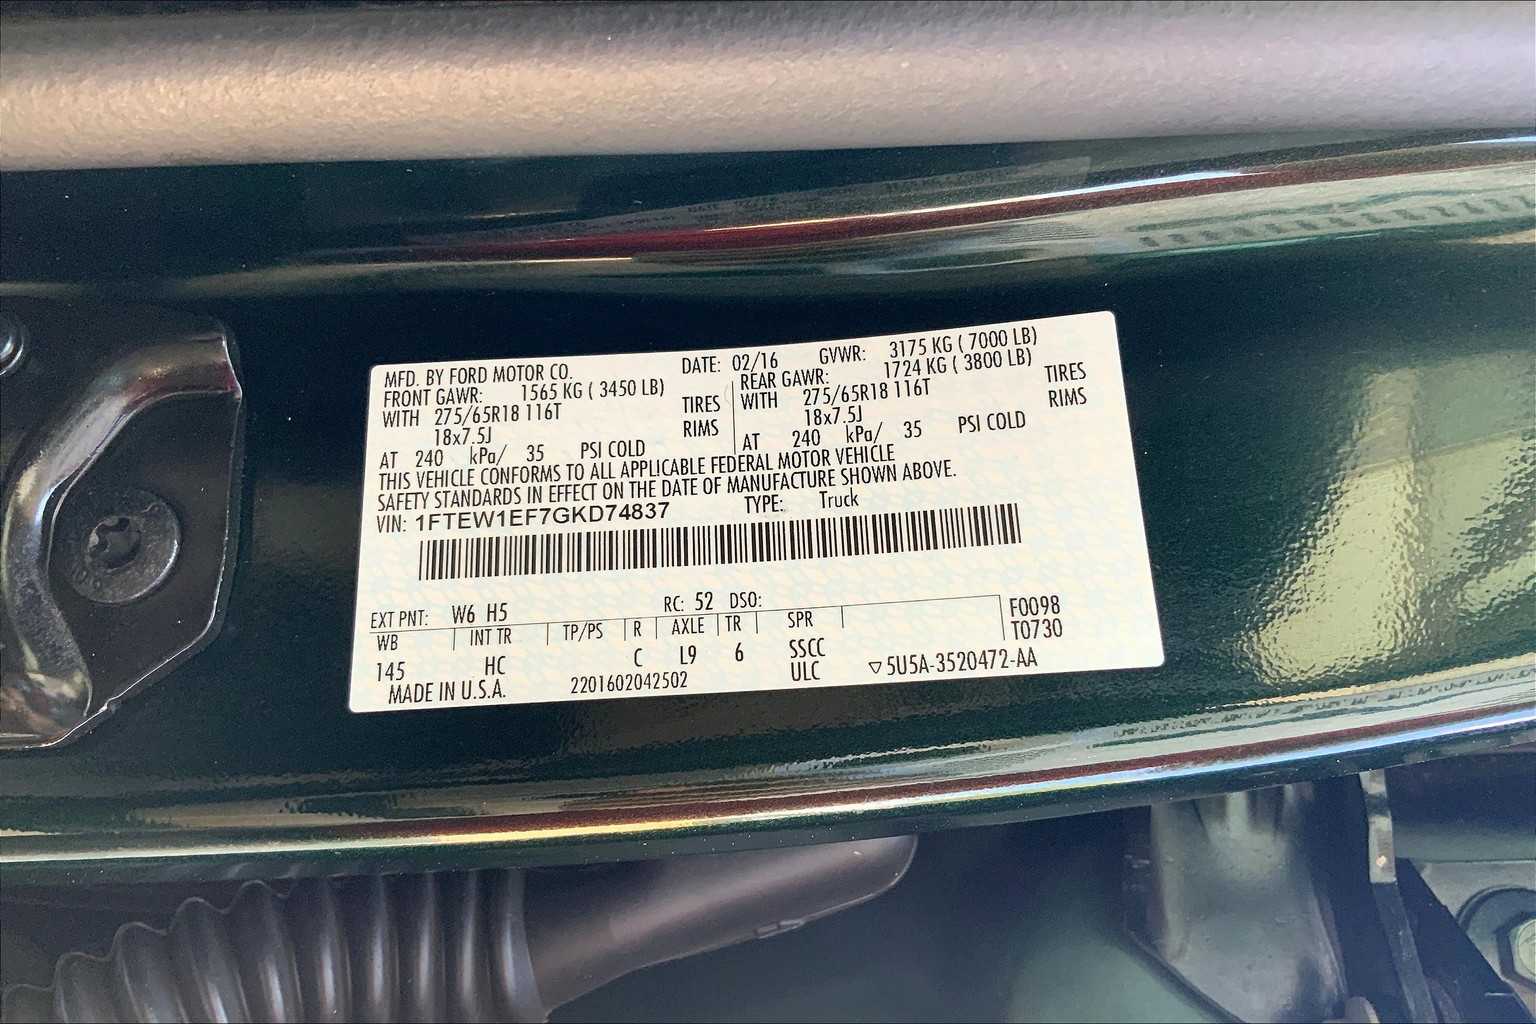 MFD. BY FORD MOTOR CO. DATE: 02/16 GVWR: 3175 KG ( 7000 LB)
FRONT GAWR: 1565 KG ( 3450 LB) REAR GAWR: 1724 KG ( 3800 LB)
WITH 275/65R18 116T TIRES WITH 275/65R18 116T TIRES
18x7.5J RIMS 18x7.5J RIMS
AT 240 kPa/ 35 PSI COLD AT 240 kPa/ 35 PSI COLD
THIS VEHICLE CONFORMS TO ALL APPLICABLE FEDERAL MOTOR VEHICLE
SAFETY STANDARDS IN EFFECT ON THE DATE OF MANUFACTURE SHOWN ABOVE.
VIN: 1FTEW1EF7GKD74837 TYPE: Truck
EXT PNT: W6 H5 RC: 52 DSO: F0098
WB INT TR TP/PS R AXLE TR SPR T0730
145 HC C L9 6 SSCC
MADE IN U.S.A. 2201602042502 ULC ▽5U5A-3520472-AA